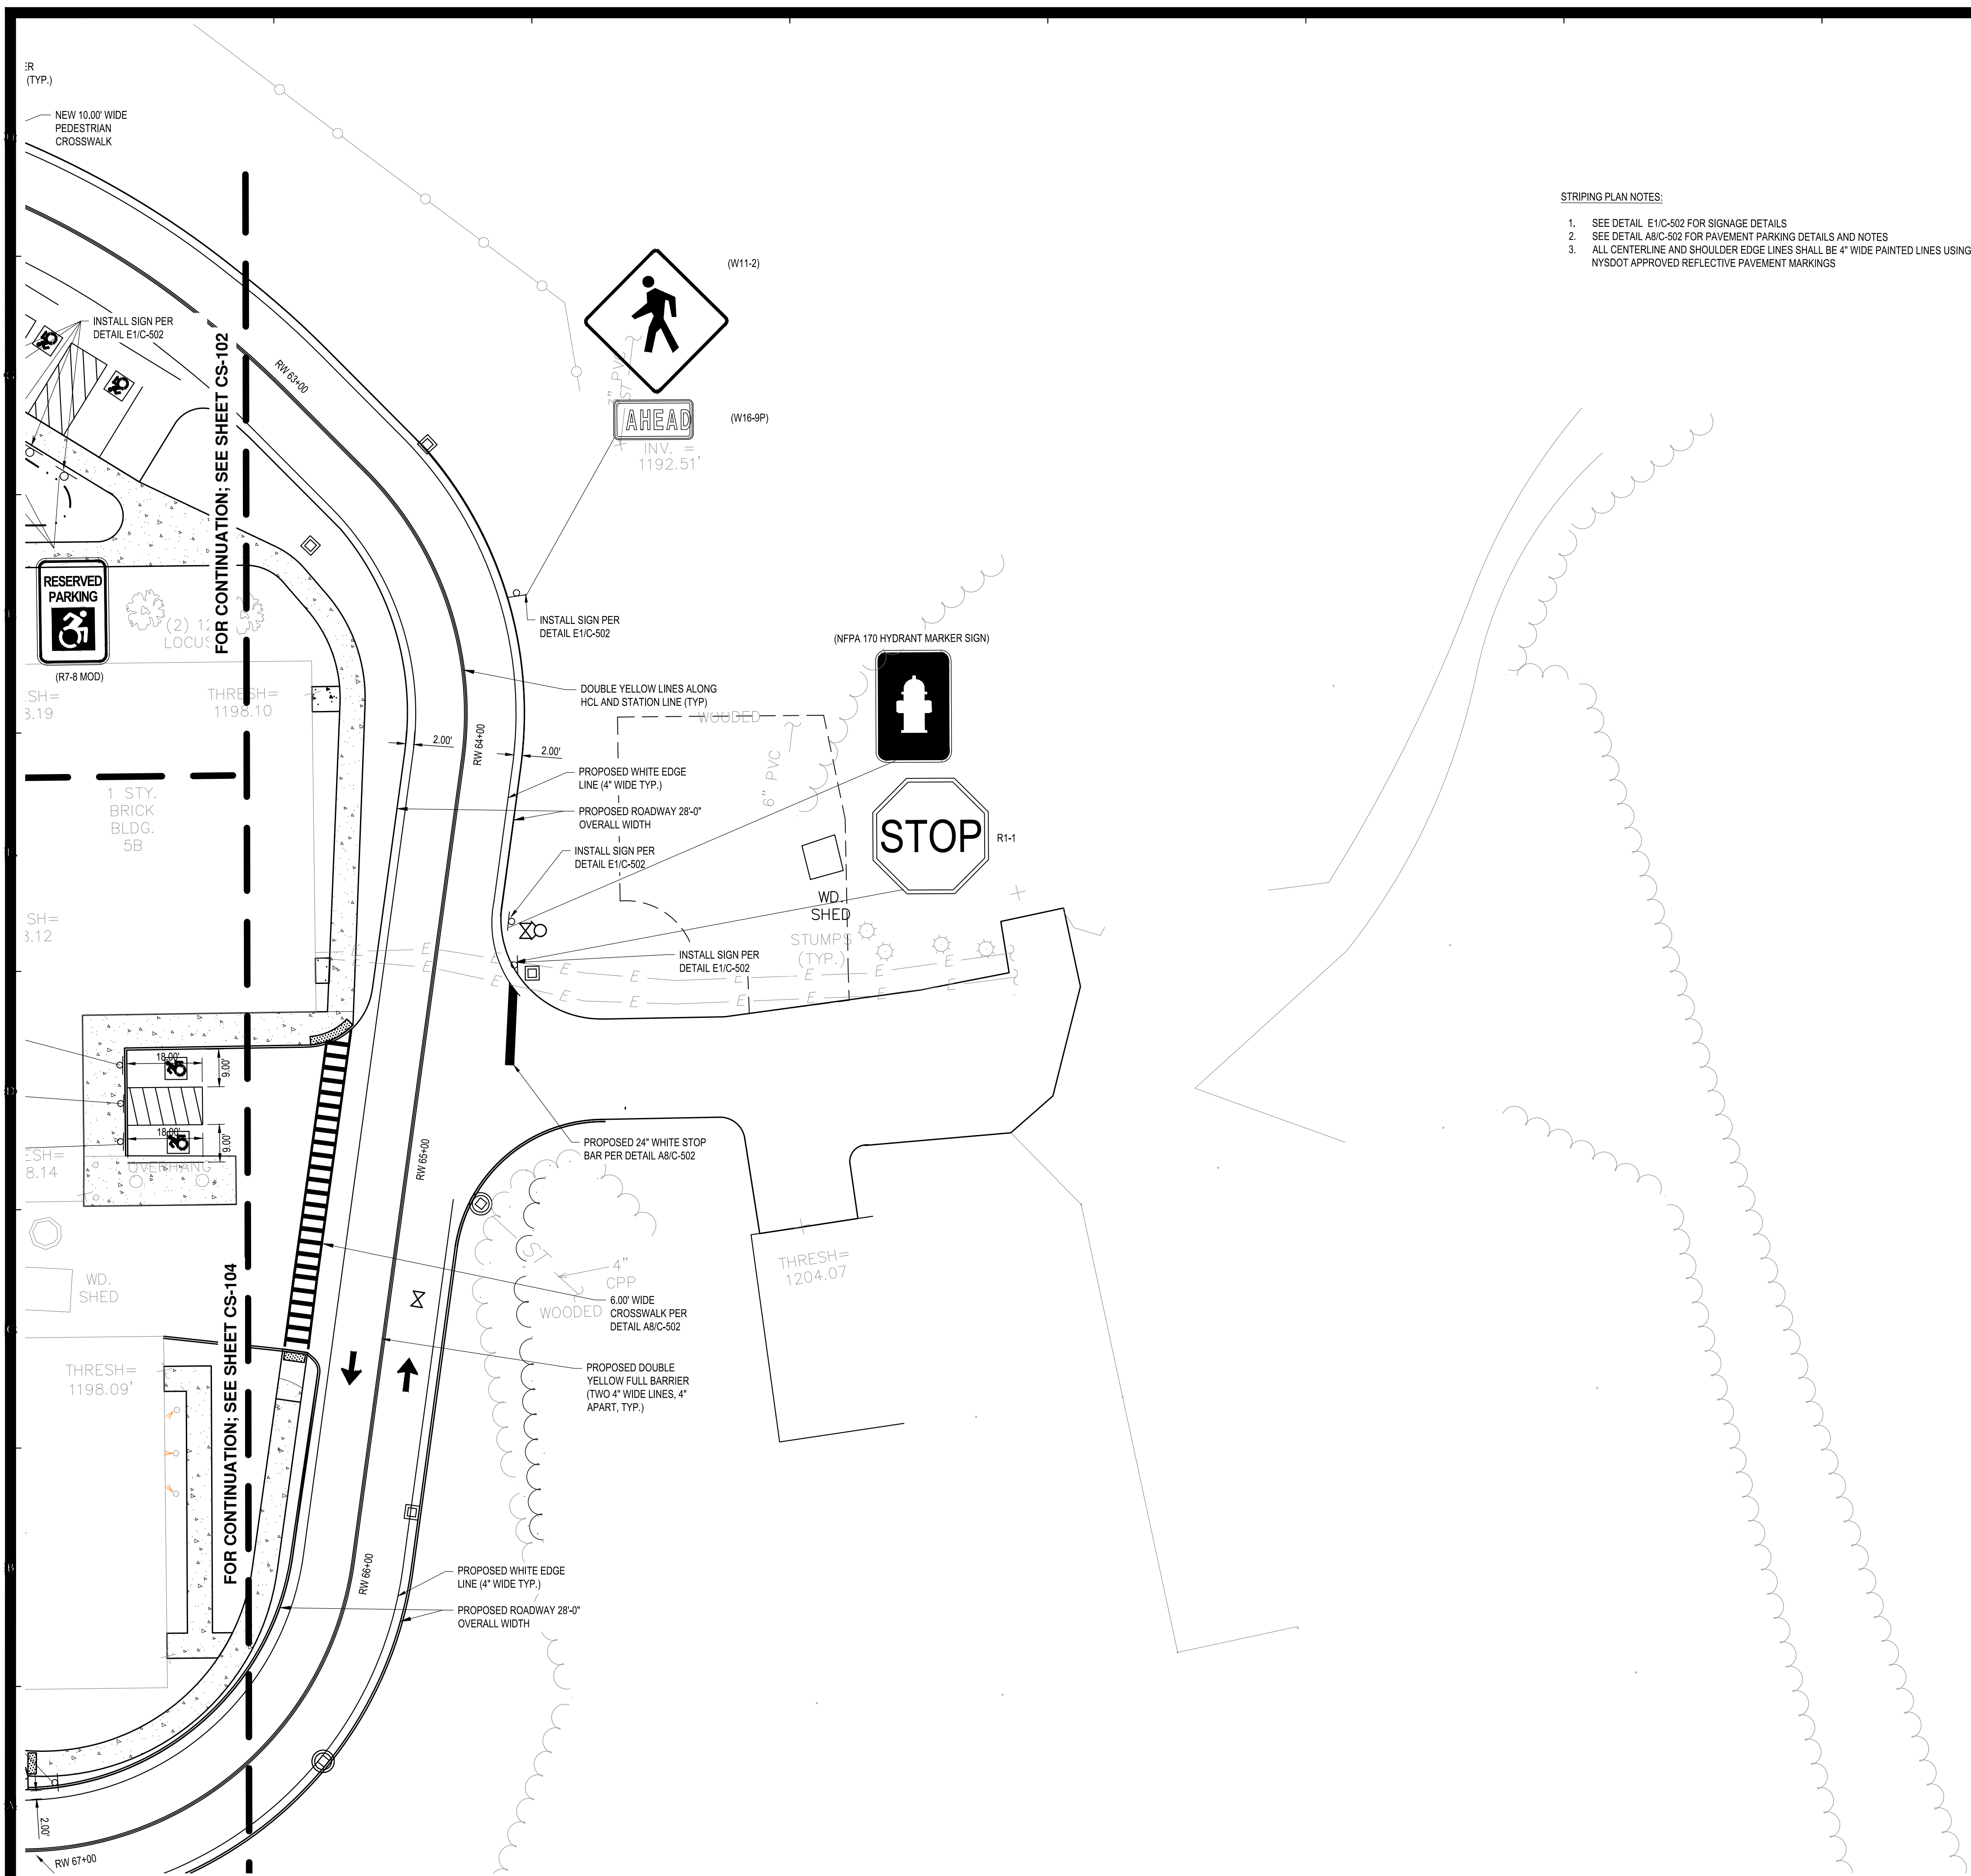 (TYP.)
NEW 10.00' WIDE
PEDESTRIAN
CROSSWALK
STRIPING PLAN NOTES:
1. SEE DETAIL E1/C-502 FOR SIGNAGE DETAILS
2. SEE DETAIL A8/C-502 FOR PAVEMENT PARKING DETAILS AND NOTES
3. ALL CENTERLINE AND SHOULDER EDGE LINES SHALL BE 4" WIDE PAINTED LINES USING
NYSDOT APPROVED REFLECTIVE PAVEMENT MARKINGS
(W11-2)
INSTALL SIGN PER
DETAIL E1/C-502
FOR CONTINUATION; SEE SHEET CS-102
RW 63+00
AHEAD
(W16-9P)
INV. =
1192.51'
RESERVED
PARKING
(R7-8 MOD)
INSTALL SIGN PER
DETAIL E1/C-502
(NFPA 170 HYDRANT MARKER SIGN)
THRESH=
1198.10
DOUBLE YELLOW LINES ALONG
HCL AND STATION LINE (TYP)
WOODED
2.00'
RW 64+00
2.00'
6" PVC
PROPOSED WHITE EDGE
LINE (4" WIDE TYP.)
PROPOSED ROADWAY 28'-0"
OVERALL WIDTH
1 STY.
BRICK
BLDG.
5B
STOP
R1-1
INSTALL SIGN PER
DETAIL E1/C-502
WD.
SHED
STUMPS
(TYP.)
INSTALL SIGN PER
DETAIL E1/C-502
E E E E E E E
E E E E E E E
18.00'
9.00'
18.00'
9.00'
OVERHANG
PROPOSED 24" WHITE STOP
BAR PER DETAIL A8/C-502
RW 65+00
ST
4"
CPP
WOODED
THRESH=
1204.07
WD.
SHED
6.00' WIDE
CROSSWALK PER
DETAIL A8/C-502
FOR CONTINUATION; SEE SHEET CS-104
THRESH=
1198.09'
PROPOSED DOUBLE
YELLOW FULL BARRIER
(TWO 4" WIDE LINES, 4"
APART, TYP.)
RW 66+00
PROPOSED WHITE EDGE
LINE (4" WIDE TYP.)
PROPOSED ROADWAY 28'-0"
OVERALL WIDTH
2.00'
RW 67+00